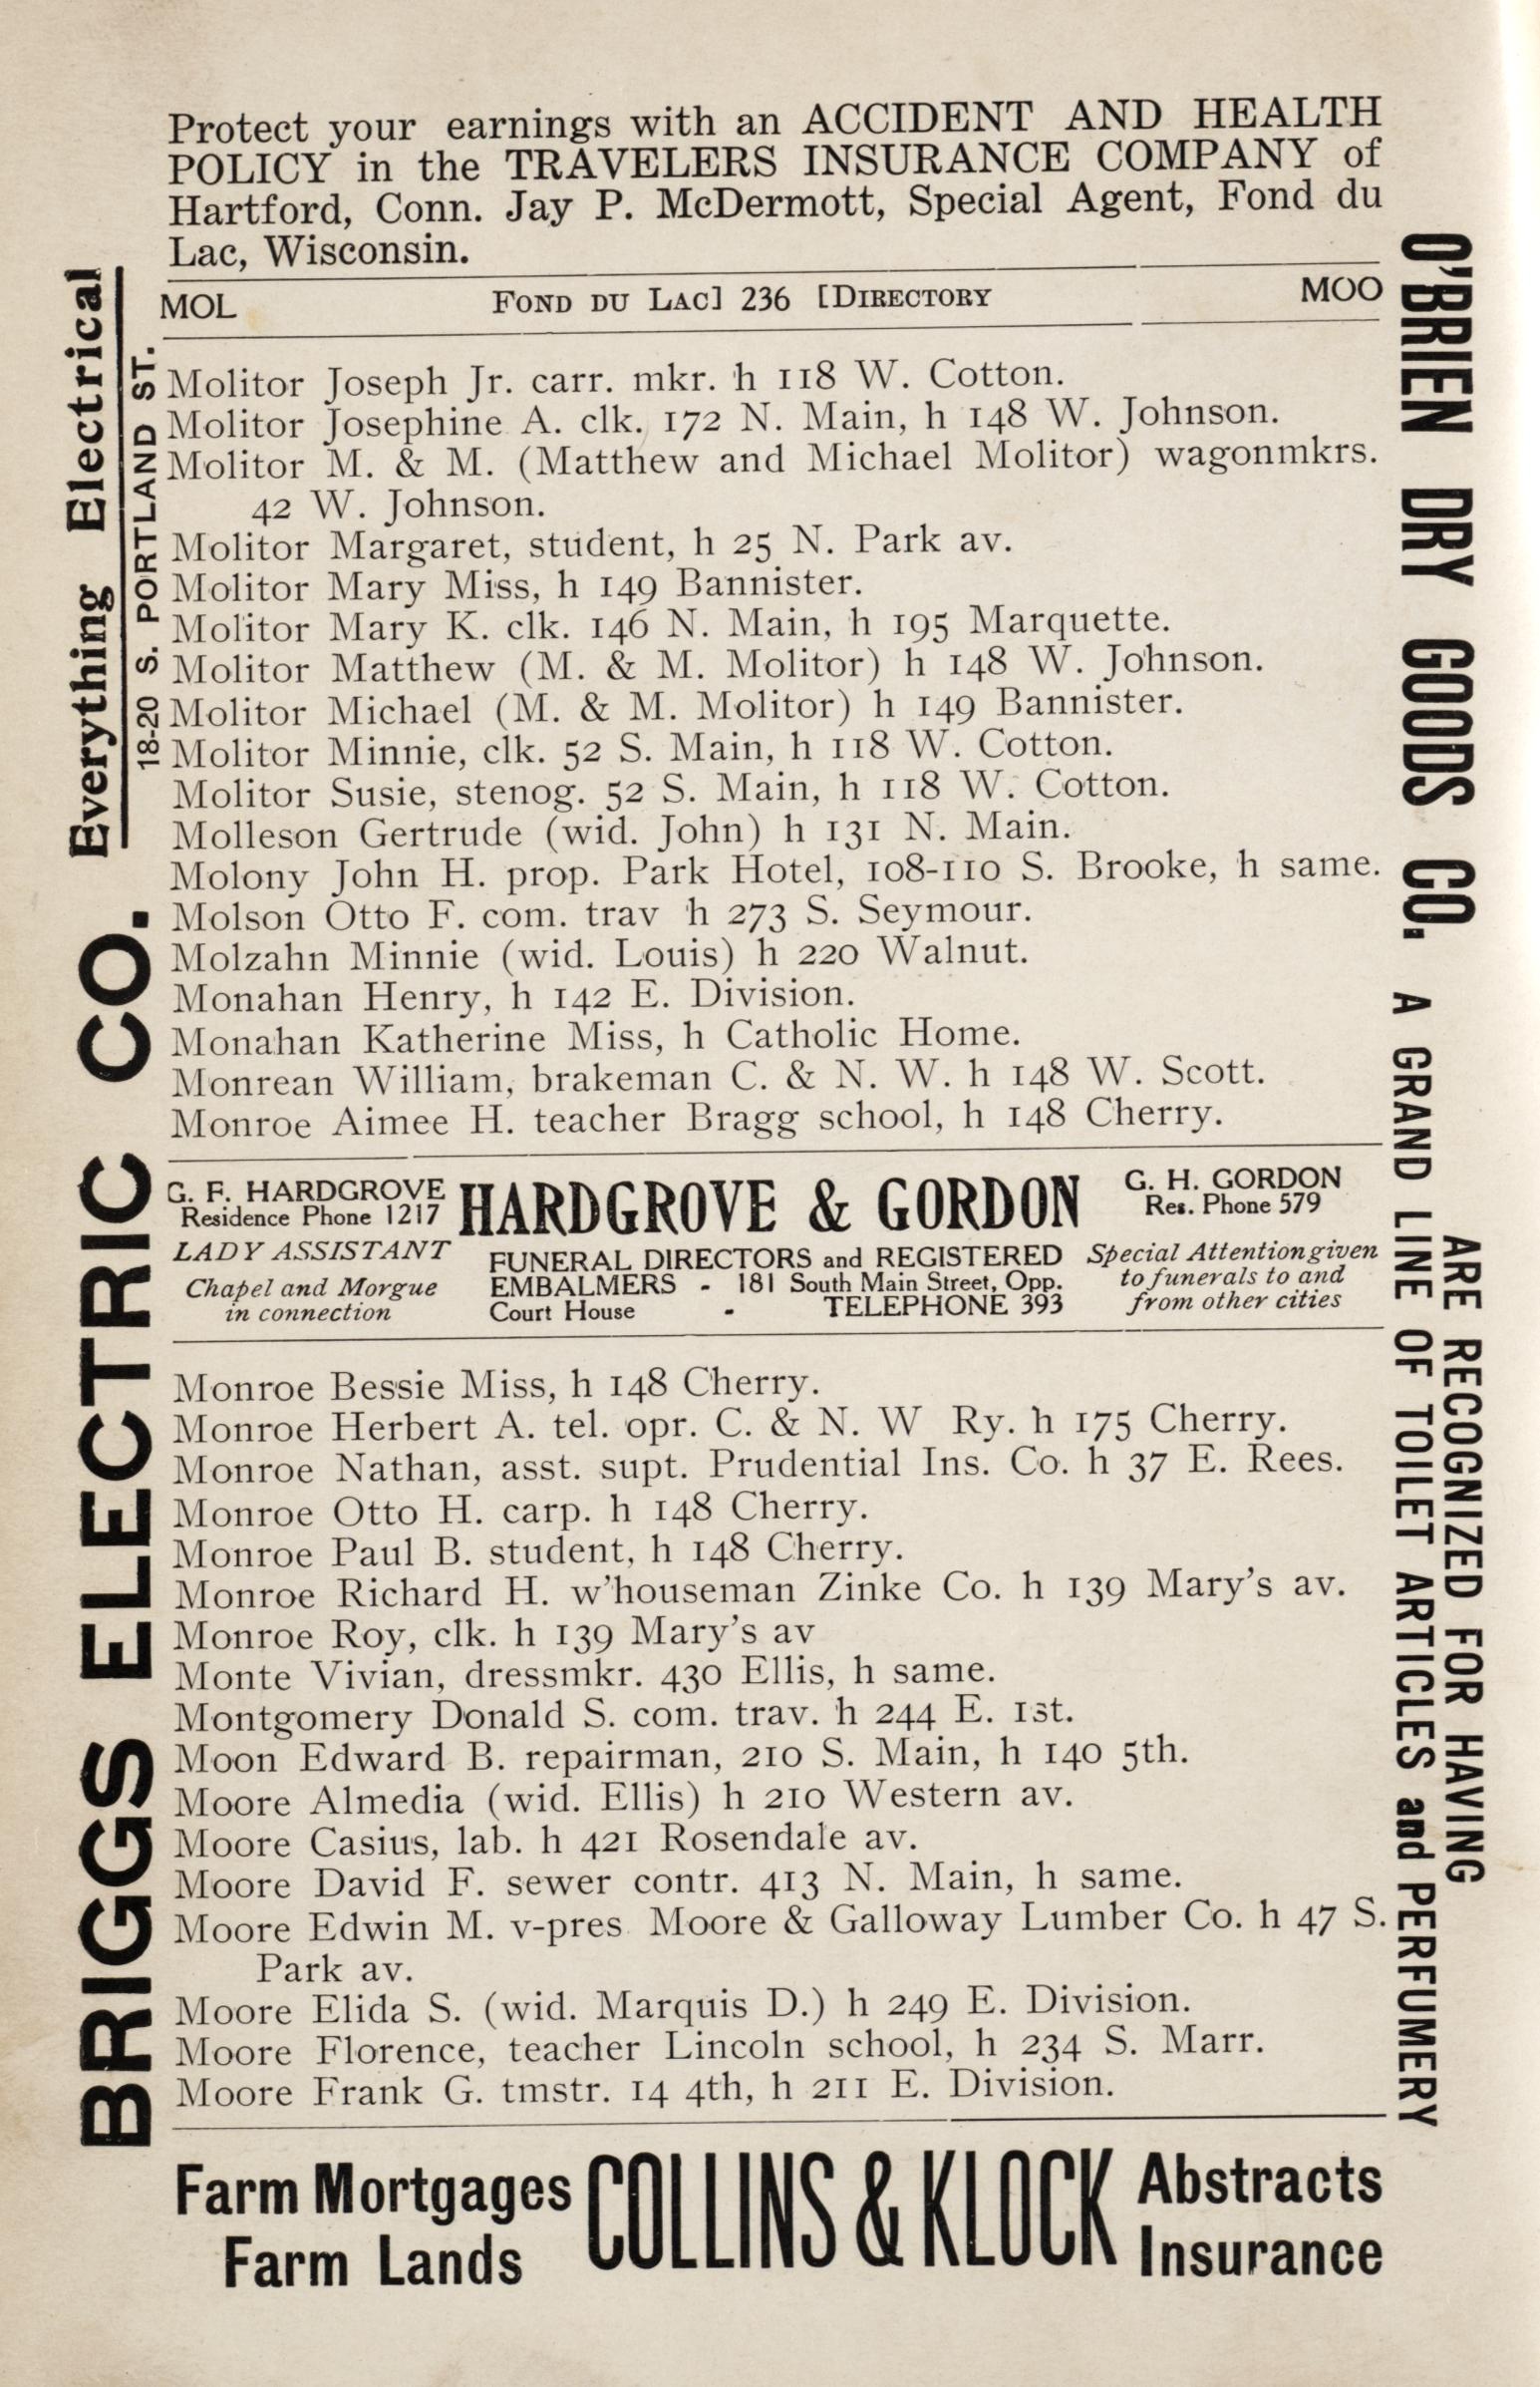 Protect your earnings with an ACCIDENT AND HEALTH
POLICY in the TRAVELERS INSURANCE COMPANY of
Hartford, Conn. Jay P. McDermott, Special Agent, Fond du
Lac, Wisconsin.
MOL FOND DU LAC] 236 [DIRECTORY MOO
Molitor Joseph Jr. carr. mkr. h 118 W. Cotton.
Molitor Josephine A. clk. 172 N. Main, h 148 W. Johnson.
Molitor M. & M. (Matthew and Michael Molitor) wagonmkrs.
42 W. Johnson.
Molitor Margaret, student, h 25 N. Park av.
Molitor Mary Miss, h 149 Bannister.
Molitor Mary K. clk. 146 N. Main, h 195 Marquette.
Molitor Matthew (M. & M. Molitor) h 148 W. Johnson.
Molitor Michael (M. & M. Molitor) h 149 Bannister.
Molitor Minnie, clk. 52 S. Main, h 118 W. Cotton.
Molitor Susie, stenog. 52 S. Main, h 118 W. Cotton.
Molleson Gertrude (wid. John) h 131 N. Main.
Molony John H. prop. Park Hotel, 108-110 S. Brooke, h same.
Molson Otto F. com. trav h 273 S. Seymour.
Molzahn Minnie (wid. Louis) h 220 Walnut.
Monahan Henry, h 142 E. Division.
Monahan Katherine Miss, h Catholic Home.
Monrean William, brakeman C. & N. W. h 148 W. Scott.
Monroe Aimee H. teacher Bragg school, h 148 Cherry.
G. F. HARDGROVE
Residence Phone 1217
LADY ASSISTANT
Chapel and Morgue
in connection
HARDGROVE & GORDON
FUNERAL DIRECTORS and REGISTERED
EMBALMERS - 181 South Main Street, Opp.
Court House - TELEPHONE 393
G. H. GORDON
Res. Phone 579
Special Attention given
to funerals to and
from other cities
Monroe Bessie Miss, h 148 Cherry.
Monroe Herbert A. tel. opr. C. & N. W Ry. h 175 Cherry.
Monroe Nathan, asst. supt. Prudential Ins. Co. h 37 E. Rees.
Monroe Otto H. carp. h 148 Cherry.
Monroe Paul B. student, h 148 Cherry.
Monroe Richard H. w'houseman Zinke Co. h 139 Mary's av.
Monroe Roy, clk. h 139 Mary's av
Monte Vivian, dressmkr. 430 Ellis, h same.
Montgomery Donald S. com. trav. h 244 E. 1st.
Moon Edward B. repairman, 210 S. Main, h 140 5th.
Moore Almedia (wid. Ellis) h 210 Western av.
Moore Casius, lab. h 421 Rosendale av.
Moore David F. sewer contr. 413 N. Main, h same.
Moore Edwin M. v-pres Moore & Galloway Lumber Co. h 47 S.
Park av.
Moore Elida S. (wid. Marquis D.) h 249 E. Division.
Moore Florence, teacher Lincoln school, h 234 S. Marr.
Moore Frank G. tmstr. 14 4th, h 211 E. Division.
Farm Mortgages
Farm Lands
COLLINS & KLOCK
Abstracts
Insurance
BRIGGS ELECTRIC CO.
Everything Electrical
18-20 S. PORTLAND ST.
O'BRIEN DRY GOODS CO.
ARE RECOGNIZED FOR HAVING
A GRAND LINE OF TOILET ARTICLES and PERFUMERY